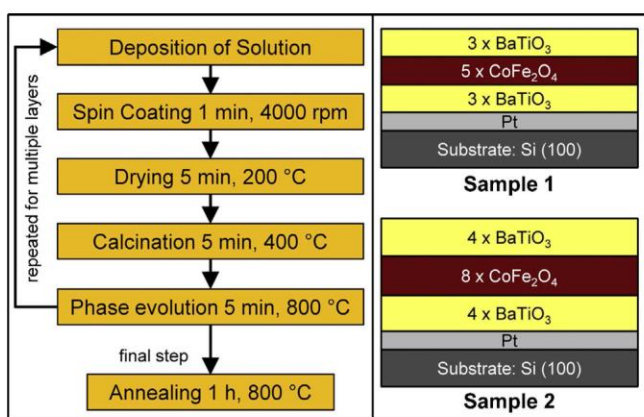 Deposition of Solution
Spin Coating 1 min, 4000 rpm
Drying 5 min, 200 °C
Calcination 5 min, 400 °C
Phase evolution 5 min, 800 °C
final step
Annealing 1 h, 800 °C
repeated for multiple layers
3 x BaTiO₃
5 x CoFe₂O₄
3 x BaTiO₃
Pt
Substrate: Si (100)
Sample 1
4 x BaTiO₃
8 x CoFe₂O₄
4 x BaTiO₃
Pt
Substrate: Si (100)
Sample 2